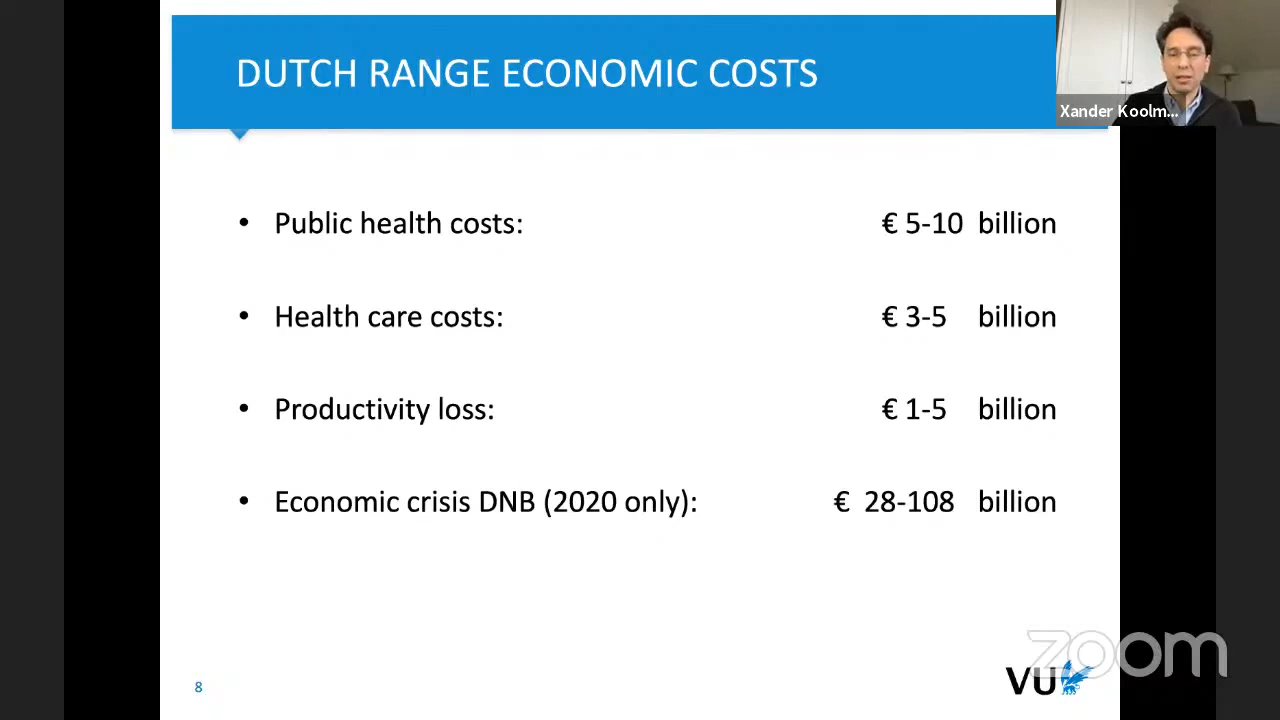 DUTCH RANGE ECONOMIC COSTS
Xander Koolm...
• Public health costs: € 5-10 billion
• Health care costs: € 3-5 billion
• Productivity loss: € 1-5 billion
• Economic crisis DNB (2020 only): € 28-108 billion
zoom
8
VU